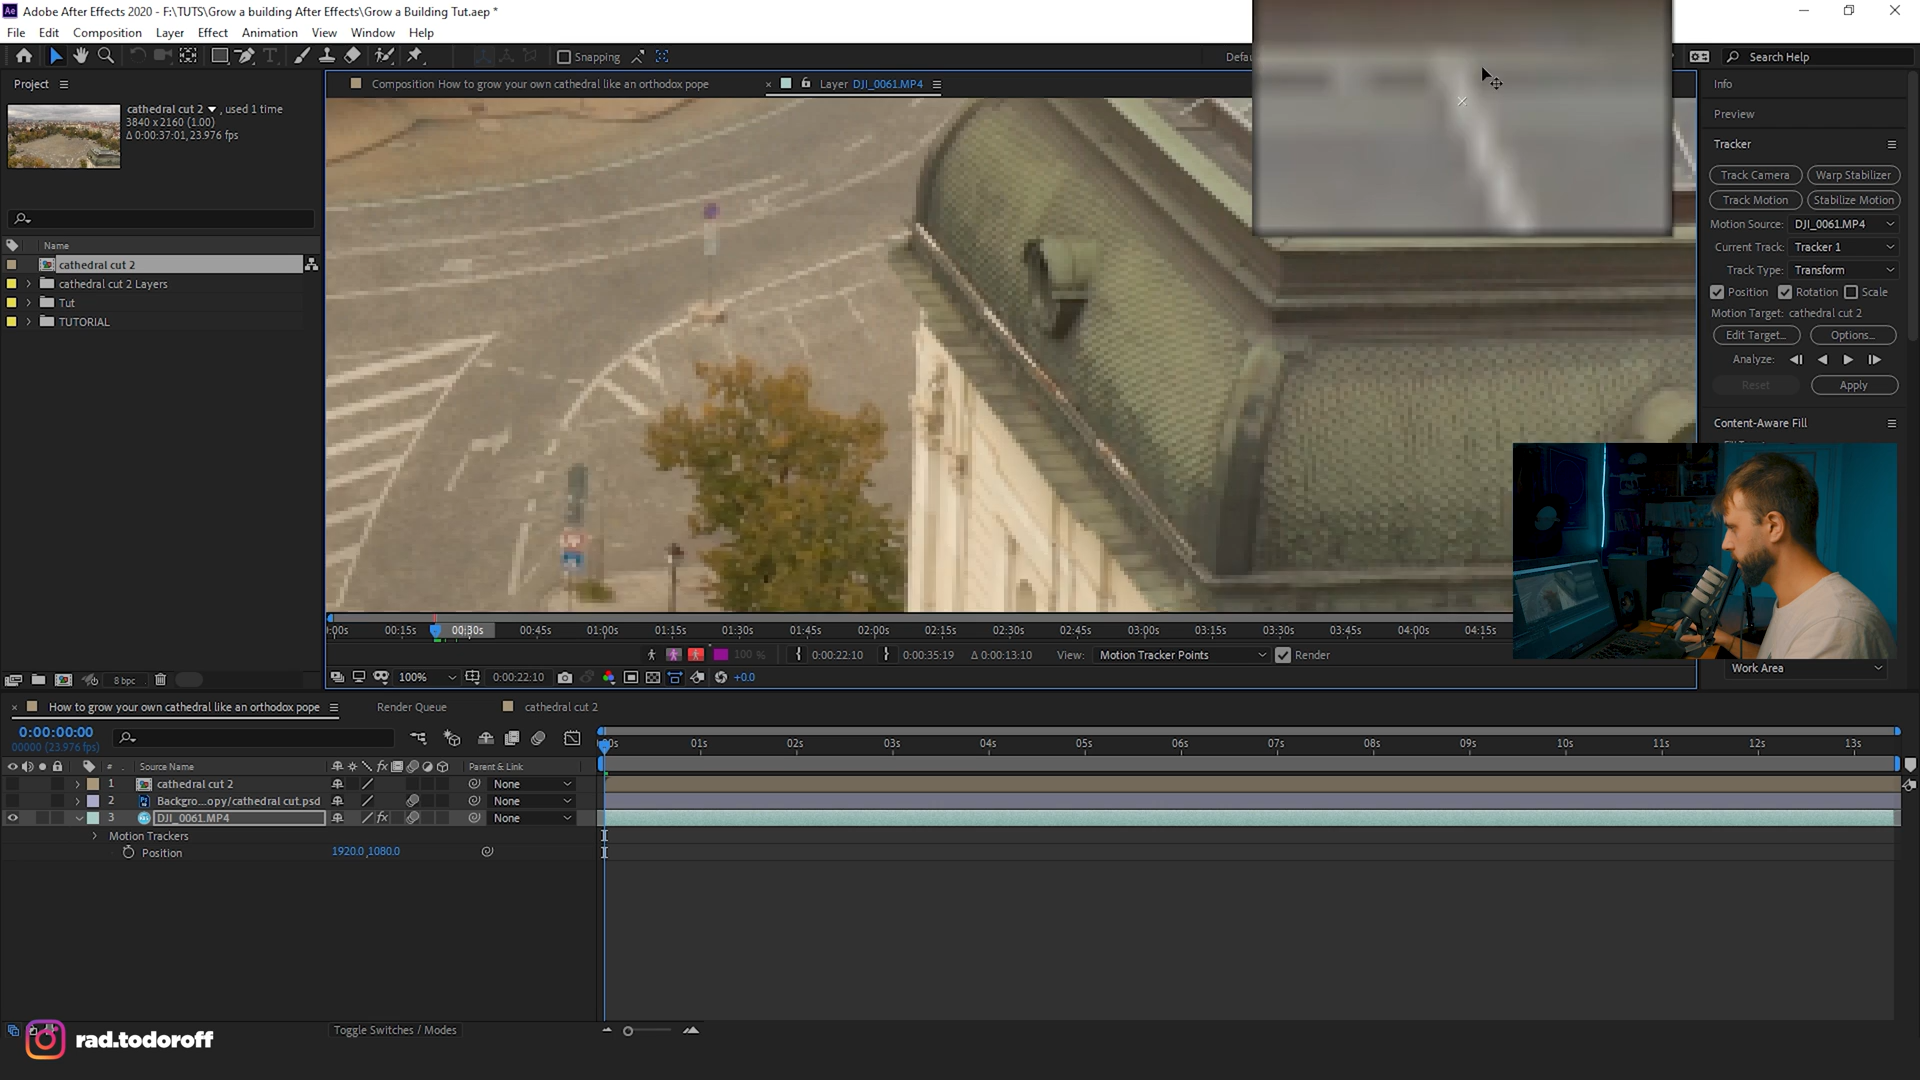 Adobe After Effects 2020 - F:\TUTS\Grow a building After Effects\Grow a Building Tut.aep *
File Edit Composition Layer Effect Animation View Window Help
Snapping
Search Help
Project
Composition How to grow your own cathedral like an orthodox pope
Layer DJI_0061.MP4
cathedral cut 2 , used 1 time
3840 x 2160 (1.00)
Δ 0:00:37:01, 23.976 fps
Name
cathedral cut 2
cathedral cut 2 Layers
Tut
TUTORIAL
Info
Preview
Tracker
Track Camera Warp Stabilizer
Track Motion Stabilize Motion
Motion Source: DJI_0061.MP4
Current Track: Tracker 1
Track Type: Transform
Position Rotation Scale
Motion Target: cathedral cut 2
Edit Target... Options...
Analyze:
Reset Apply
Content-Aware Fill
Work Area
:00s 00:15s 00:30s 00:45s 01:00s 01:15s 01:30s 01:45s 02:00s 02:15s 02:30s 02:45s 03:00s 03:15s 03:30s 03:45s 04:00s 04:15s
100 % 0:00:22:10 0:00:35:19 Δ 0:00:13:10 View: Motion Tracker Points Render
8 bpc
100% 0:00:22:10 +0.0
How to grow your own cathedral like an orthodox pope Render Queue cathedral cut 2
0:00:00:00
00000 (23.976 fps)
01s 02s 03s 04s 05s 06s 07s 08s 09s 10s 11s 12s 13s
# Source Name Parent & Link
1 cathedral cut 2 None
2 Backgro...opy/cathedral cut.psd None
3 DJI_0061.MP4 fx None
Motion Trackers
Position 1920.0,1080.0
Toggle Switches / Modes
rad.todoroff